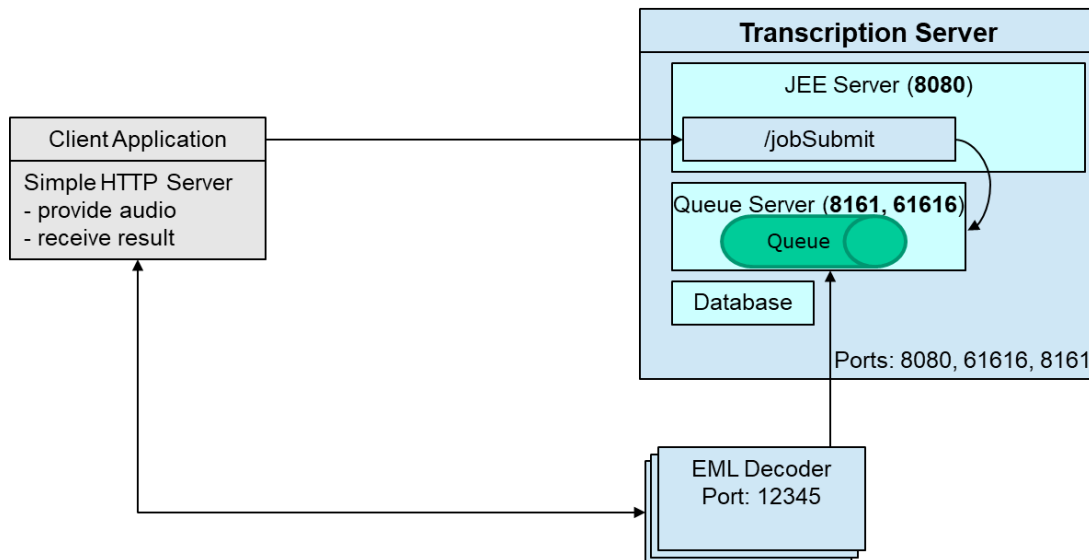 Transcription Server
JEE Server (8080)
/jobSubmit
Client Application
Simple HTTP Server
- provide audio
- receive result
Queue Server (8161, 61616)
Queue
Database
Ports: 8080, 61616, 8161
EML Decoder
Port: 12345